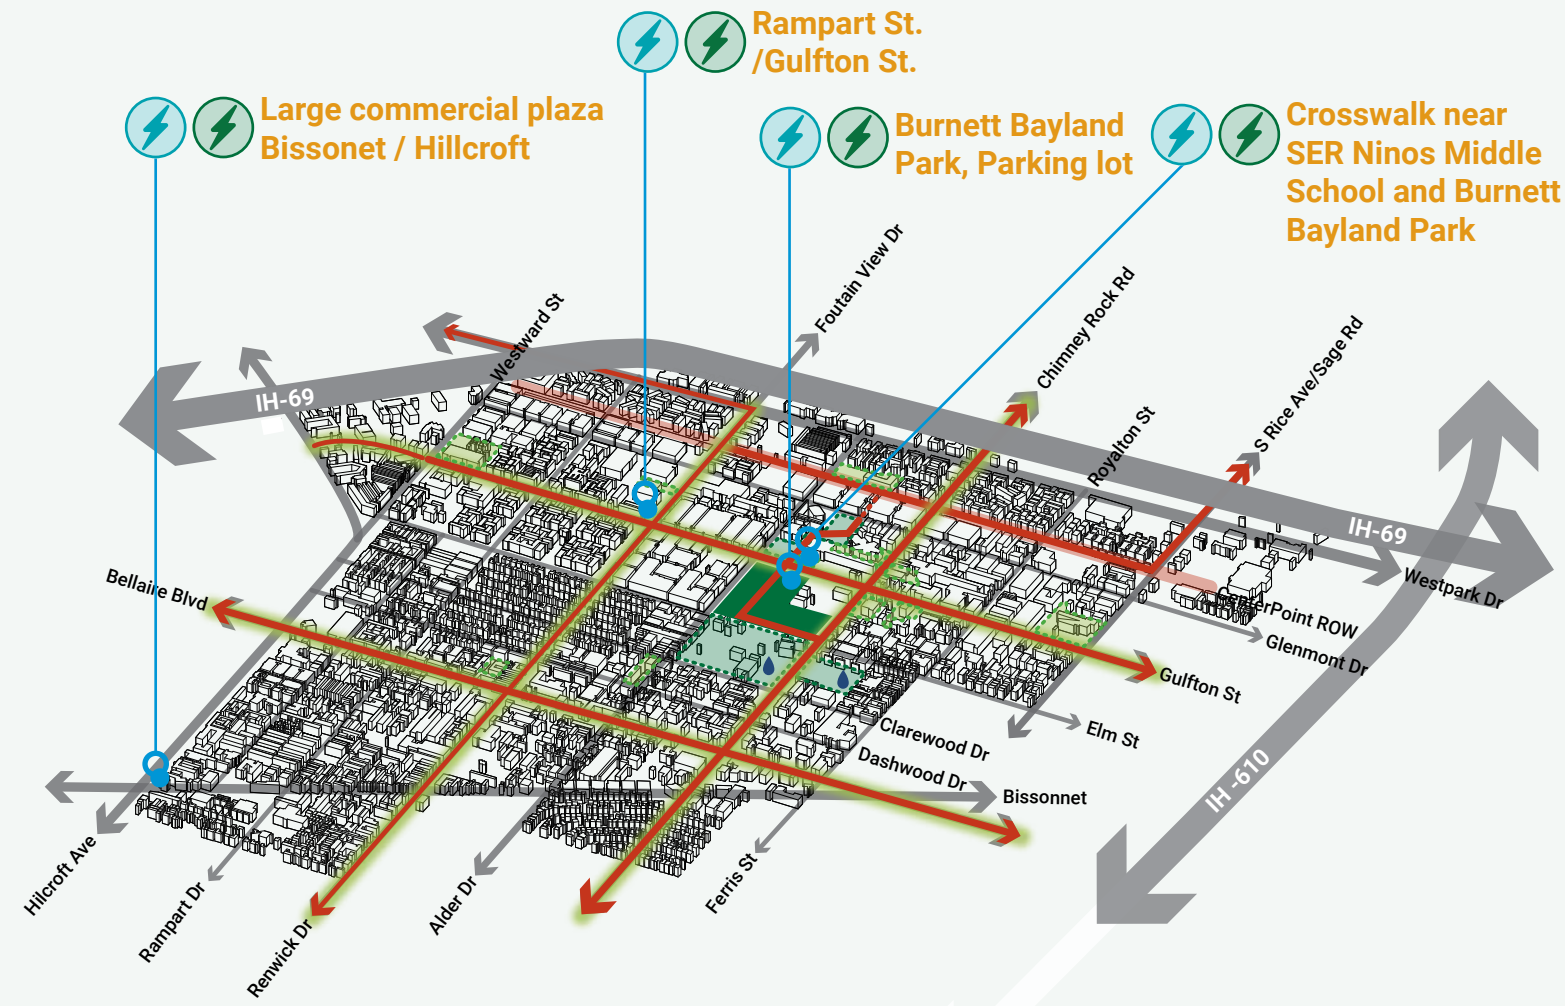 Rampart St.
/Gulfton St.
Large commercial plaza
Bissonet / Hillcroft
Burnett Bayland
Park, Parking lot
Crosswalk near
SER Ninos Middle
School and Burnett
Bayland Park
Foutain View Dr
Chimney Rock Rd
Westward St
S Rice Ave/Sage Rd
IH-69
Royalton St
IH-69
Westpark Dr
Bellaire Blvd
CenterPoint ROW
Glenmont Dr
Gulfton St
Elm St
Clarewood Dr
Dashwood Dr
IH -610
Bissonnet
Hilcroft Ave
Rampart Dr
Renwick Dr
Alder Dr
Ferris St